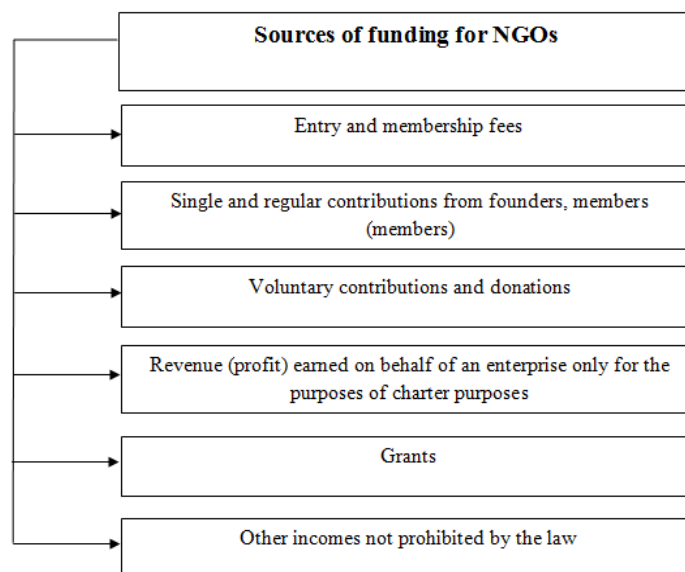 Sources of funding for NGOs
Entry and membership fees
Single and regular contributions from founders, members
(members)
Voluntary contributions and donations
Revenue (profit) earned on behalf of an enterprise only for the
purposes of charter purposes
Grants
Other incomes not prohibited by the law